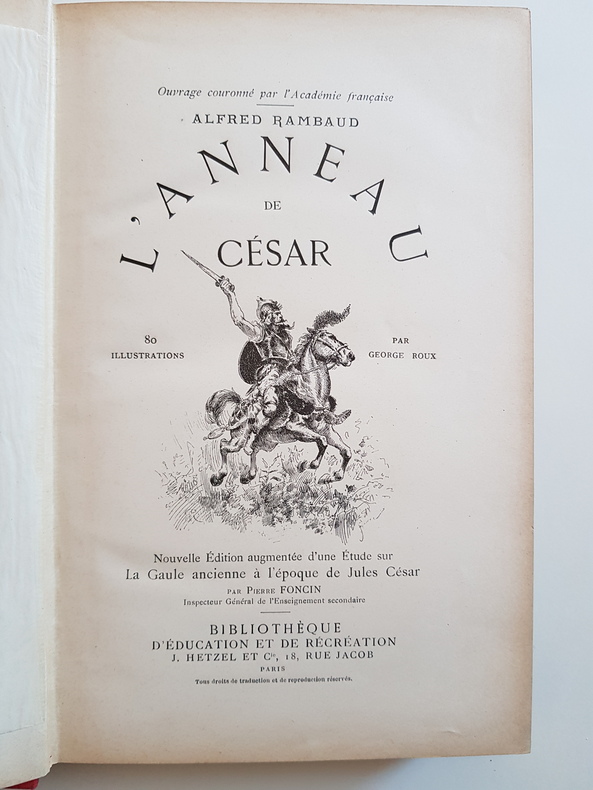 Ouvrage couronné par l'Académie française
ALFRED RAMBAUD
L'ANNEAU
DE
CÉSAR
80
ILLUSTRATIONS
PAR
GEORGE ROUX
Nouvelle Édition augmentée d'une Étude sur
La Gaule ancienne à l'époque de Jules César
PAR PIERRE FONCIN
Inspecteur Général de l'Enseignement secondaire
BIBLIOTHÈQUE
D'ÉDUCATION ET DE RÉCRÉATION
J. HETZEL ET Cie, 18, RUE JACOB
PARIS
Tous droits de traduction et de reproduction réservés.